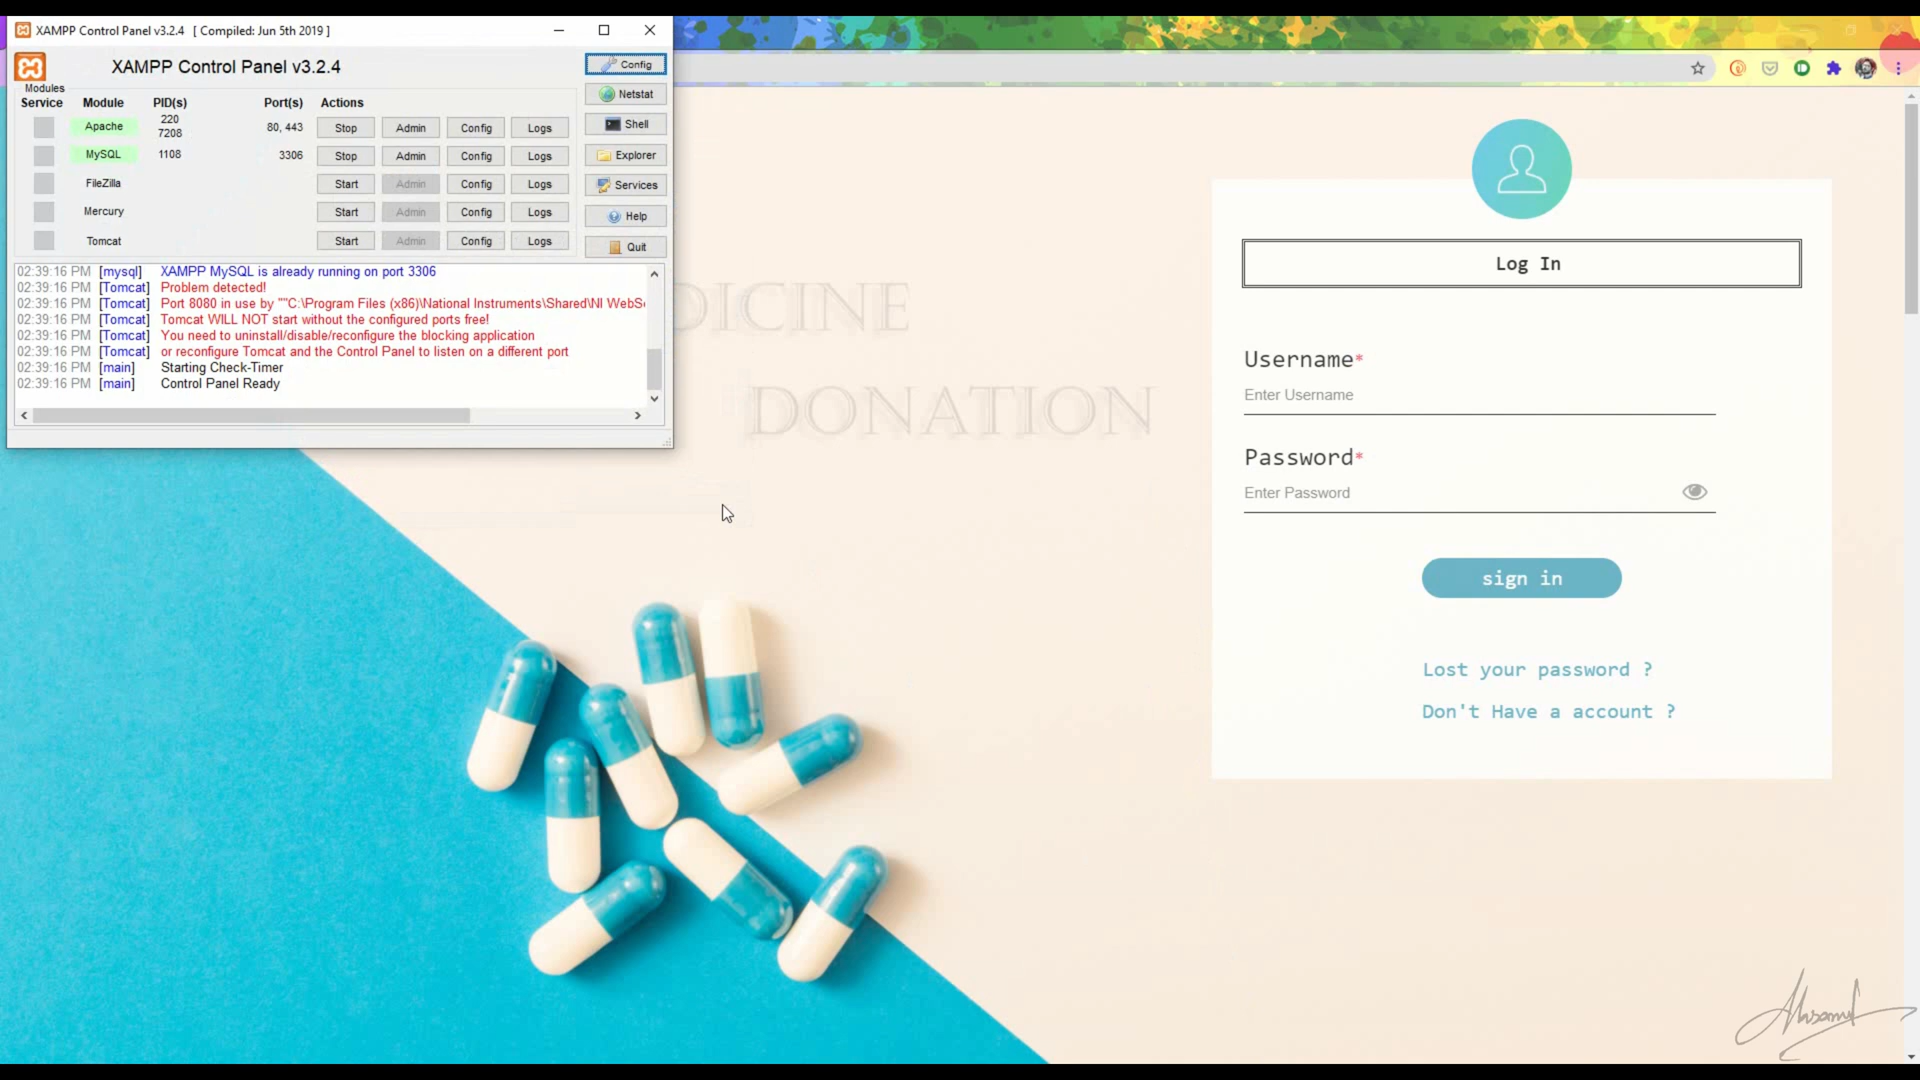 XAMPP Control Panel v3.2.4 [ Compiled: Jun 5th 2019 ]
XAMPP Control Panel v3.2.4
Config
Netstat
Shell
Explorer
Services
Help
Quit
Modules
Service Module PID(s) Port(s) Actions
Apache 220 7208 80, 443 Stop Admin Config Logs
MySQL 1108 3306 Stop Admin Config Logs
FileZilla Start Admin Config Logs
Mercury Start Admin Config Logs
Tomcat Start Admin Config Logs
02:39:16 PM [mysql] XAMPP MySQL is already running on port 3306
02:39:16 PM [Tomcat] Problem detected!
02:39:16 PM [Tomcat] Port 8080 in use by ""C:\Program Files (x86)\National Instruments\Shared\NI WebSe
02:39:16 PM [Tomcat] Tomcat WILL NOT start without the configured ports free!
02:39:16 PM [Tomcat] You need to uninstall/disable/reconfigure the blocking application
02:39:16 PM [Tomcat] or reconfigure Tomcat and the Control Panel to listen on a different port
02:39:16 PM [main] Starting Check-Timer
02:39:16 PM [main] Control Panel Ready
DICINE
DONATION
Log In
Username*
Enter Username
Password*
Enter Password
sign in
Lost your password ?
Don't Have a account ?